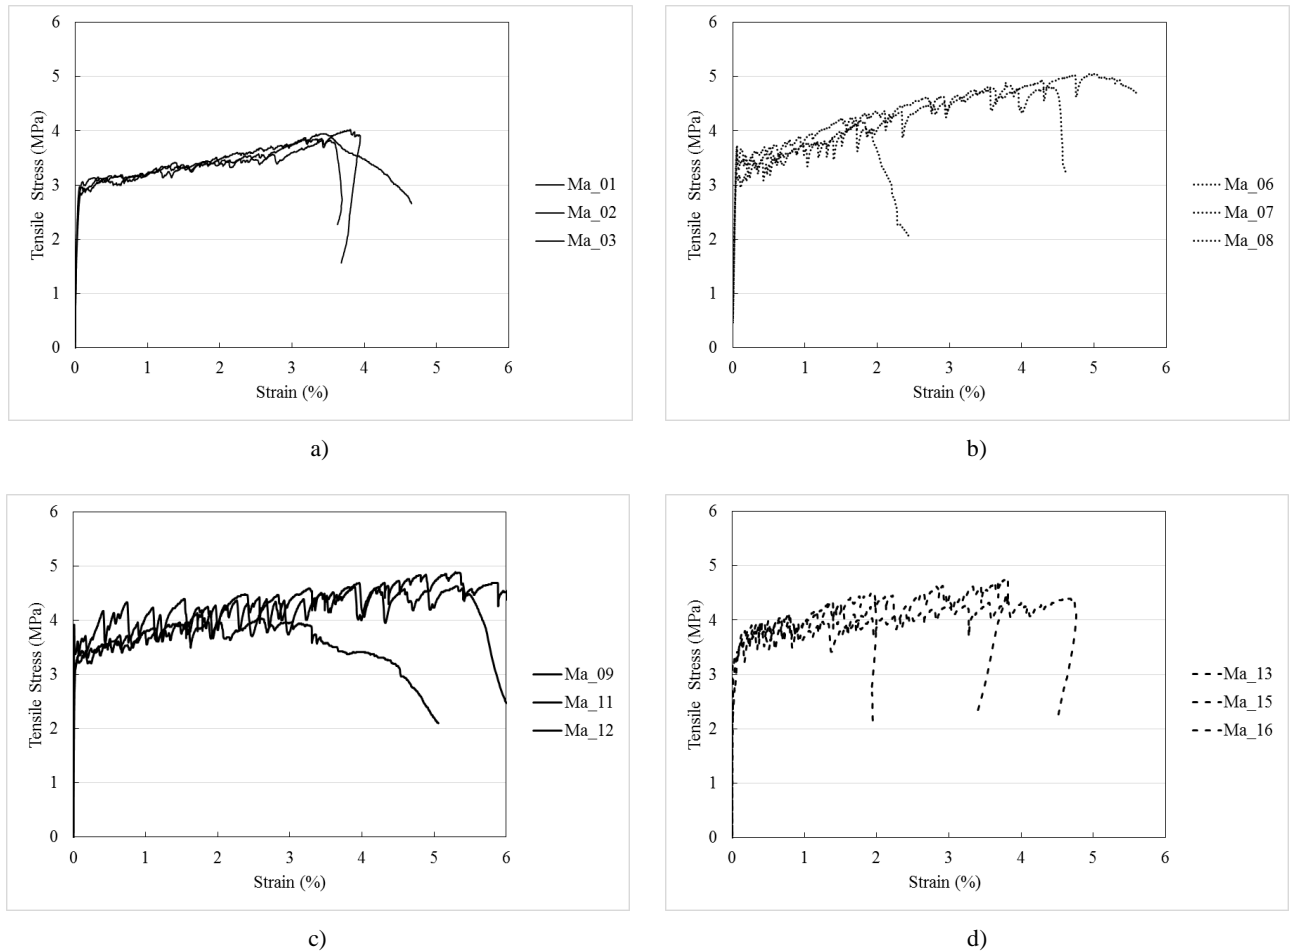 6
5
4
3
2
1
0
Tensile Stress (MPa)
0 1 2 3 4 5 6
Strain (%)
Ma_01
Ma_02
Ma_03
a)
6
5
4
3
2
1
0
Tensile Stress (MPa)
0 1 2 3 4 5 6
Strain (%)
Ma_06
Ma_07
Ma_08
b)
6
5
4
3
2
1
0
Tensile Stress (MPa)
0 1 2 3 4 5 6
Strain (%)
Ma_09
Ma_11
Ma_12
c)
6
5
4
3
2
1
0
Tensile Stress (MPa)
0 1 2 3 4 5 6
Strain (%)
Ma_13
Ma_15
Ma_16
d)